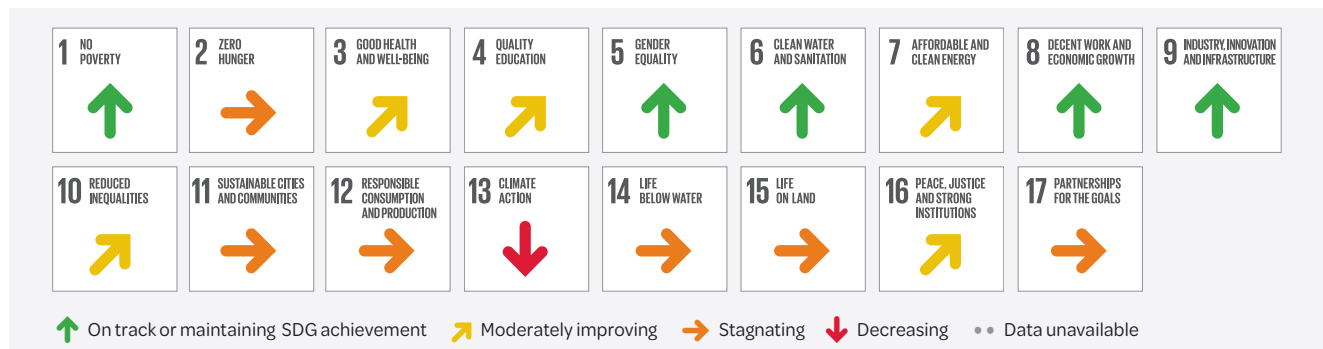 1 NO
POVERTY
2 ZERO
HUNGER
3 GOOD HEALTH
AND WELL-BEING
4 QUALITY
EDUCATION
5 GENDER
EQUALITY
6 CLEAN WATER
AND SANITATION
7 AFFORDABLE AND
CLEAN ENERGY
8 DECENT WORK AND
ECONOMIC GROWTH
9 INDUSTRY, INNOVATION
AND INFRASTRUCTURE
10 REDUCED
INEQUALITIES
11 SUSTAINABLE CITIES
AND COMMUNITIES
12 RESPONSIBLE
CONSUMPTION
AND PRODUCTION
13 CLIMATE
ACTION
14 LIFE
BELOW WATER
15 LIFE
ON LAND
16 PEACE, JUSTICE
AND STRONG
INSTITUTIONS
17 PARTNERSHIPS
FOR THE GOALS
On track or maintaining SDG achievement Moderately improving Stagnating Decreasing Data unavailable